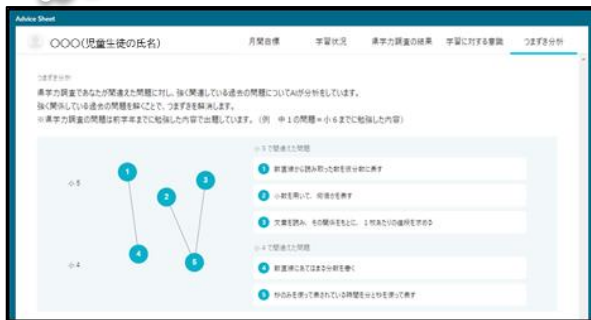 Advice Sheet
○○○(児童生徒の氏名)
月間目標 学習状況 県学力調査の結果 学習に対する意識 つまずき分析
つまずき分析
県学力調査であなたが間違えた問題に対し、強く関連している過去の問題についてAIが分析をしています。
強く関係している過去の問題を解くことで、つまずきを解消します。
※県学力調査の問題は前学年までに勉強した内容で出題しています。(例 中1の問題=小6までに勉強した内容)
小5で間違えた問題
1 数直線から読み取った数を仮分数に表す
2 小数を用いて、何倍かを表す
3 文章を読み、その関係をもとに、1枚あたりの値段を求める
小4で間違えた問題
4 数直線にあてはまる分数を書く
5 秒のみを使って表されている時間を分と秒を使って表す
小5
1
2
3
小4
4
5